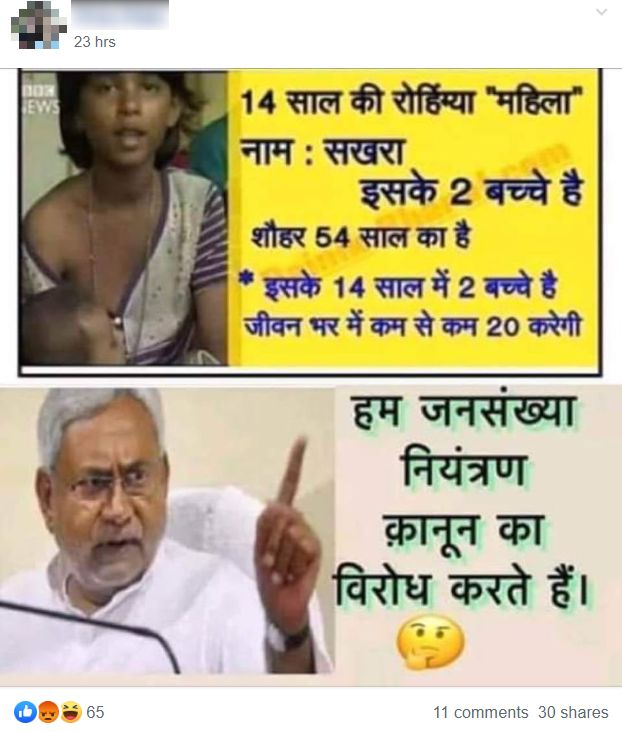 23 hrs
BBC
NEWS
14 साल की रोहिंग्या "महिला"
नाम : सखरा
इसके 2 बच्चे है
शौहर 54 साल का है
* इसके 14 साल में 2 बच्चे है
जीवन भर में कम से कम 20 करेगी
हम जनसंख्या
नियंत्रण
क़ानून का
विरोध करते हैं।
65
11 comments 30 shares